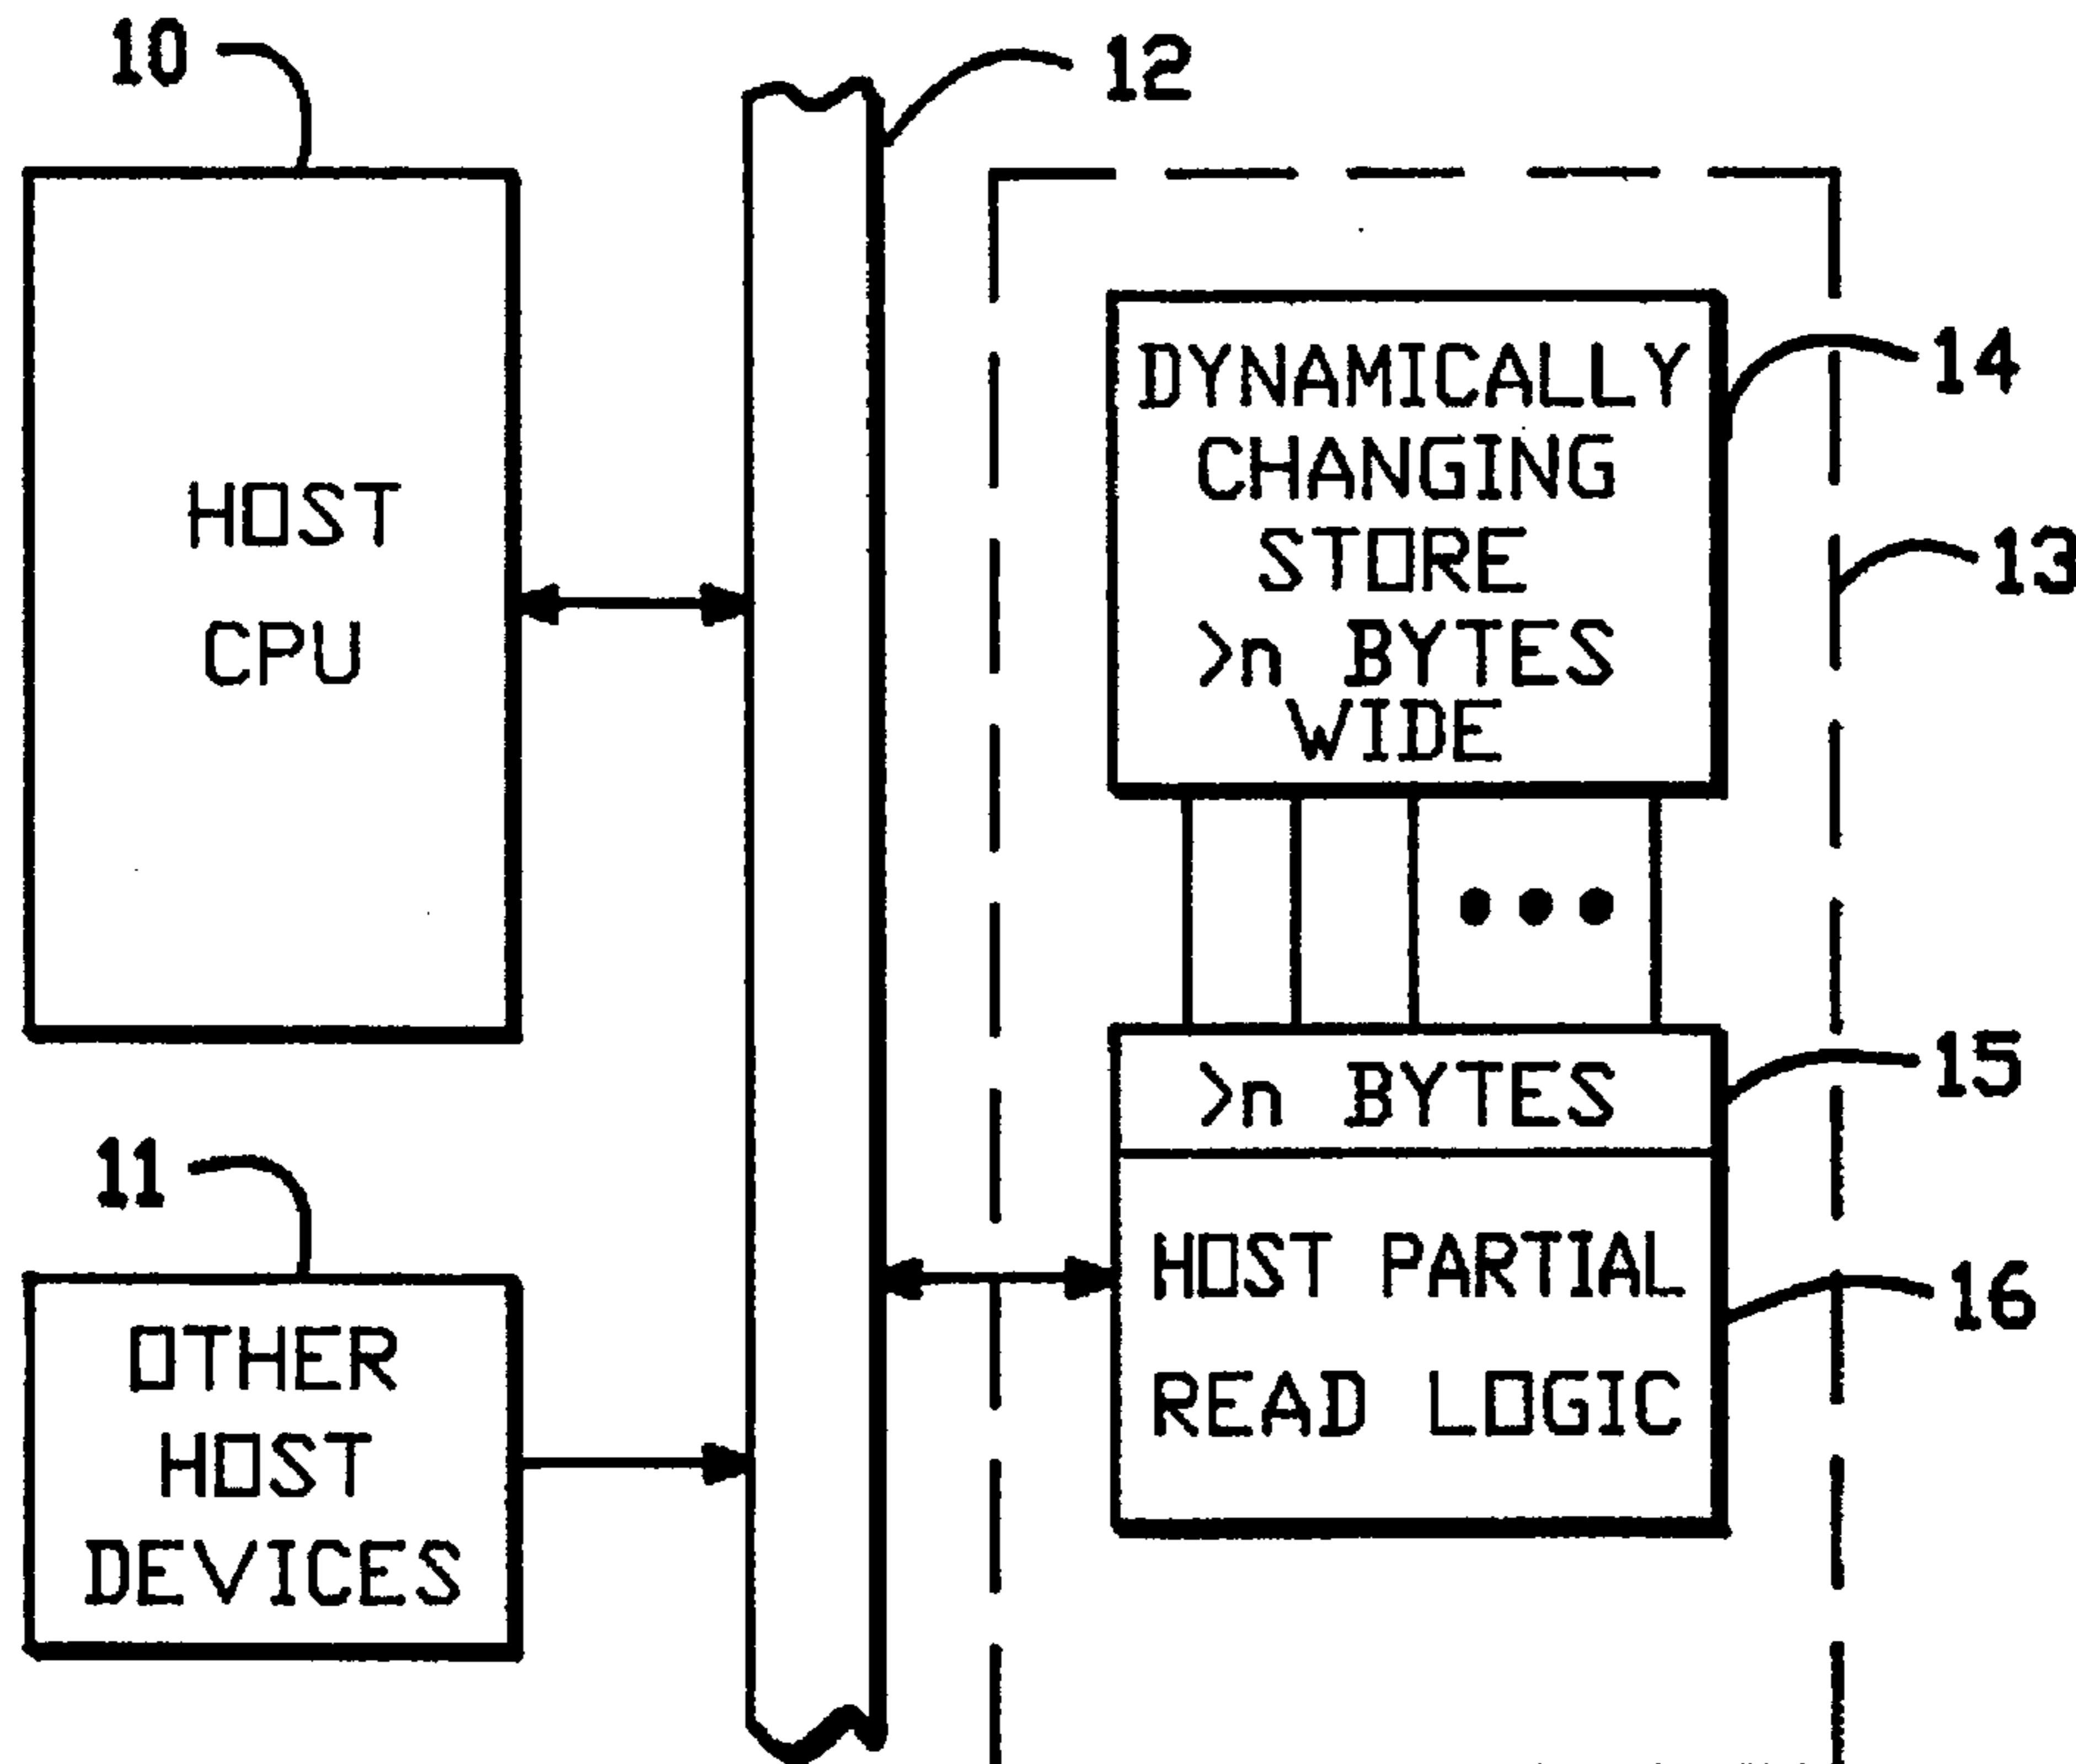 10
12
HOST
CPU
DYNAMICALLY
CHANGING
STORE
>n BYTES
WIDE
14
13
>n BYTES
15
11
OTHER
HOST
DEVICES
HOST PARTIAL
READ LOGIC
16